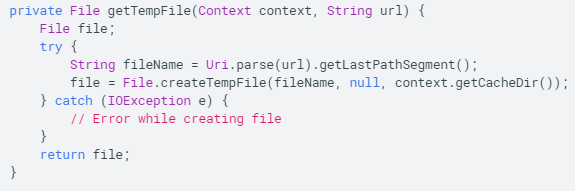 private File getTempFile(Context context, String url) {
    File file;
    try {
        String fileName = Uri.parse(url).getLastPathSegment();
        file = File.createTempFile(fileName, null, context.getCacheDir());
    } catch (IOException e) {
        // Error while creating file
    }
    return file;
}